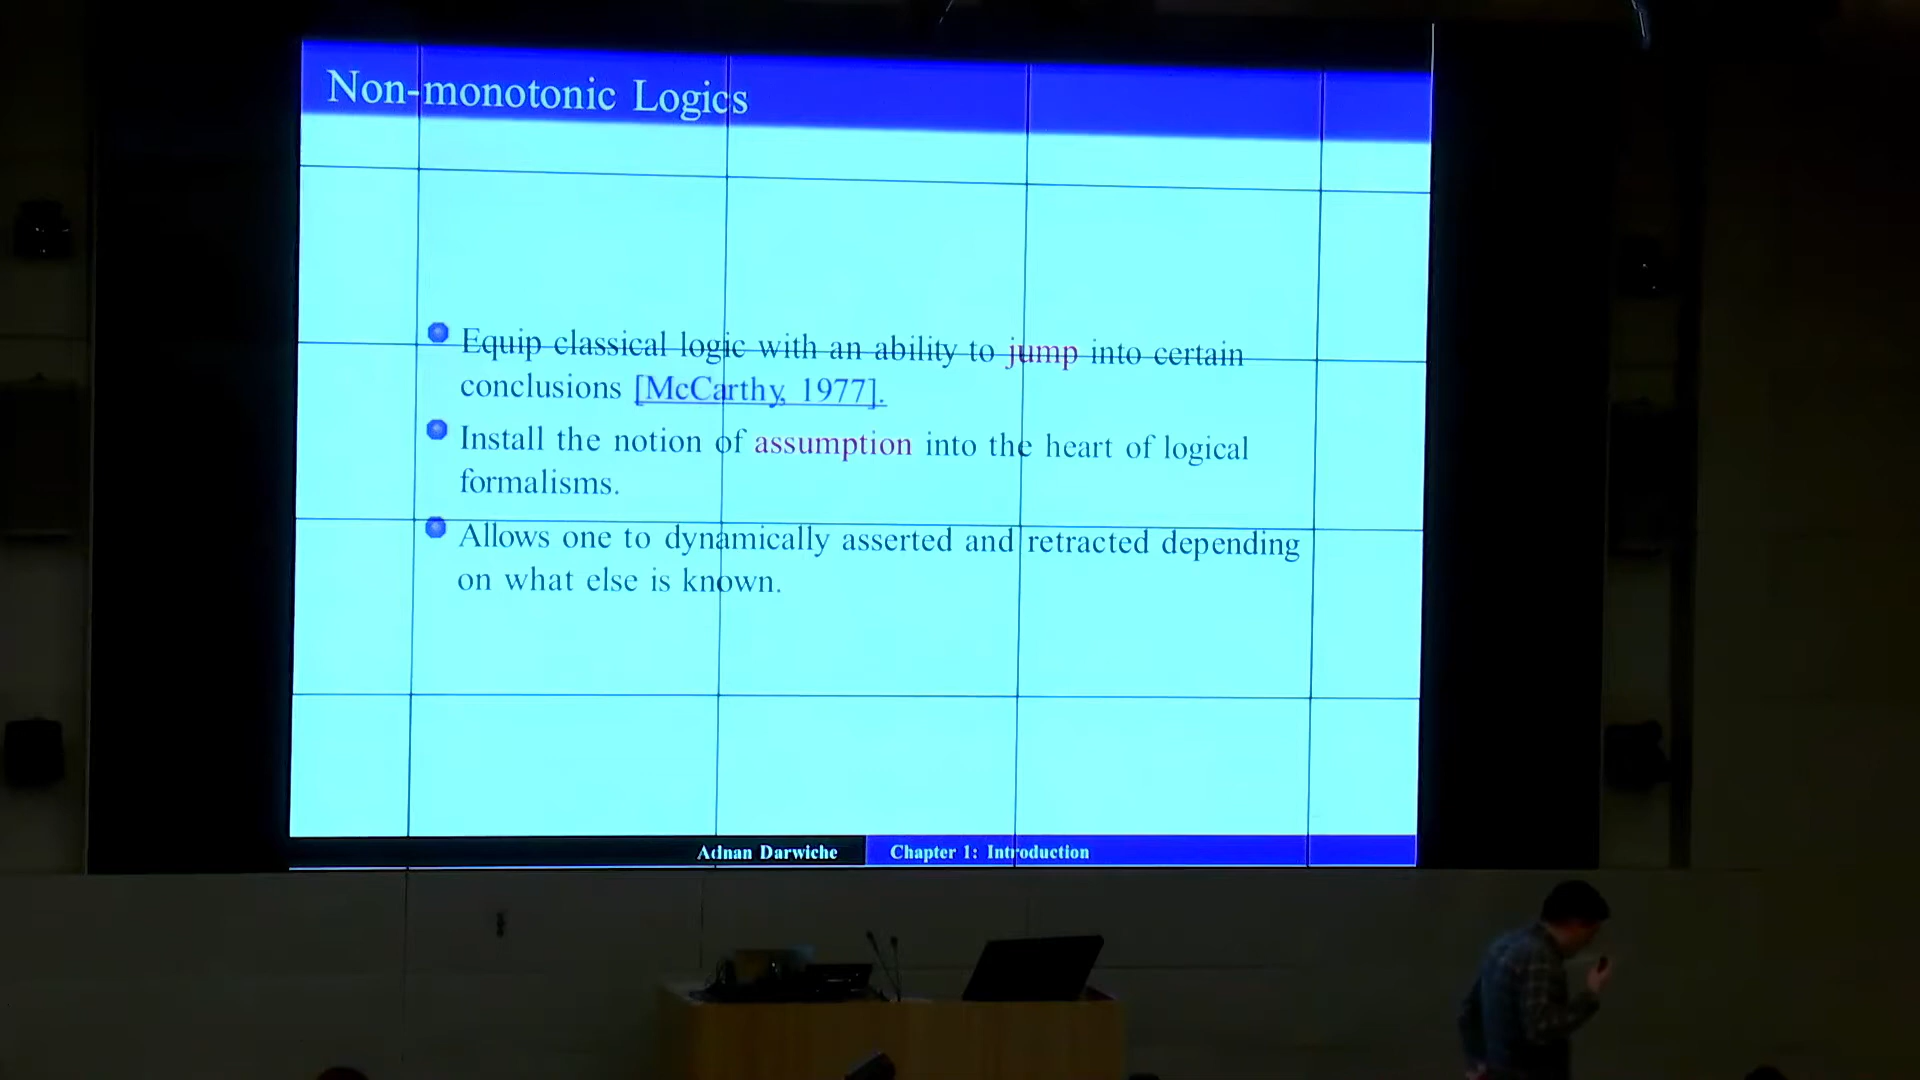 Non-monotonic Logics
Equip classical logic with an ability to jump into certain
conclusions [McCarthy, 1977].
Install the notion of assumption into the heart of logical
formalisms.
Allows one to dynamically asserted and retracted depending
on what else is known.
Adnan Darwiche
Chapter 1: Introduction